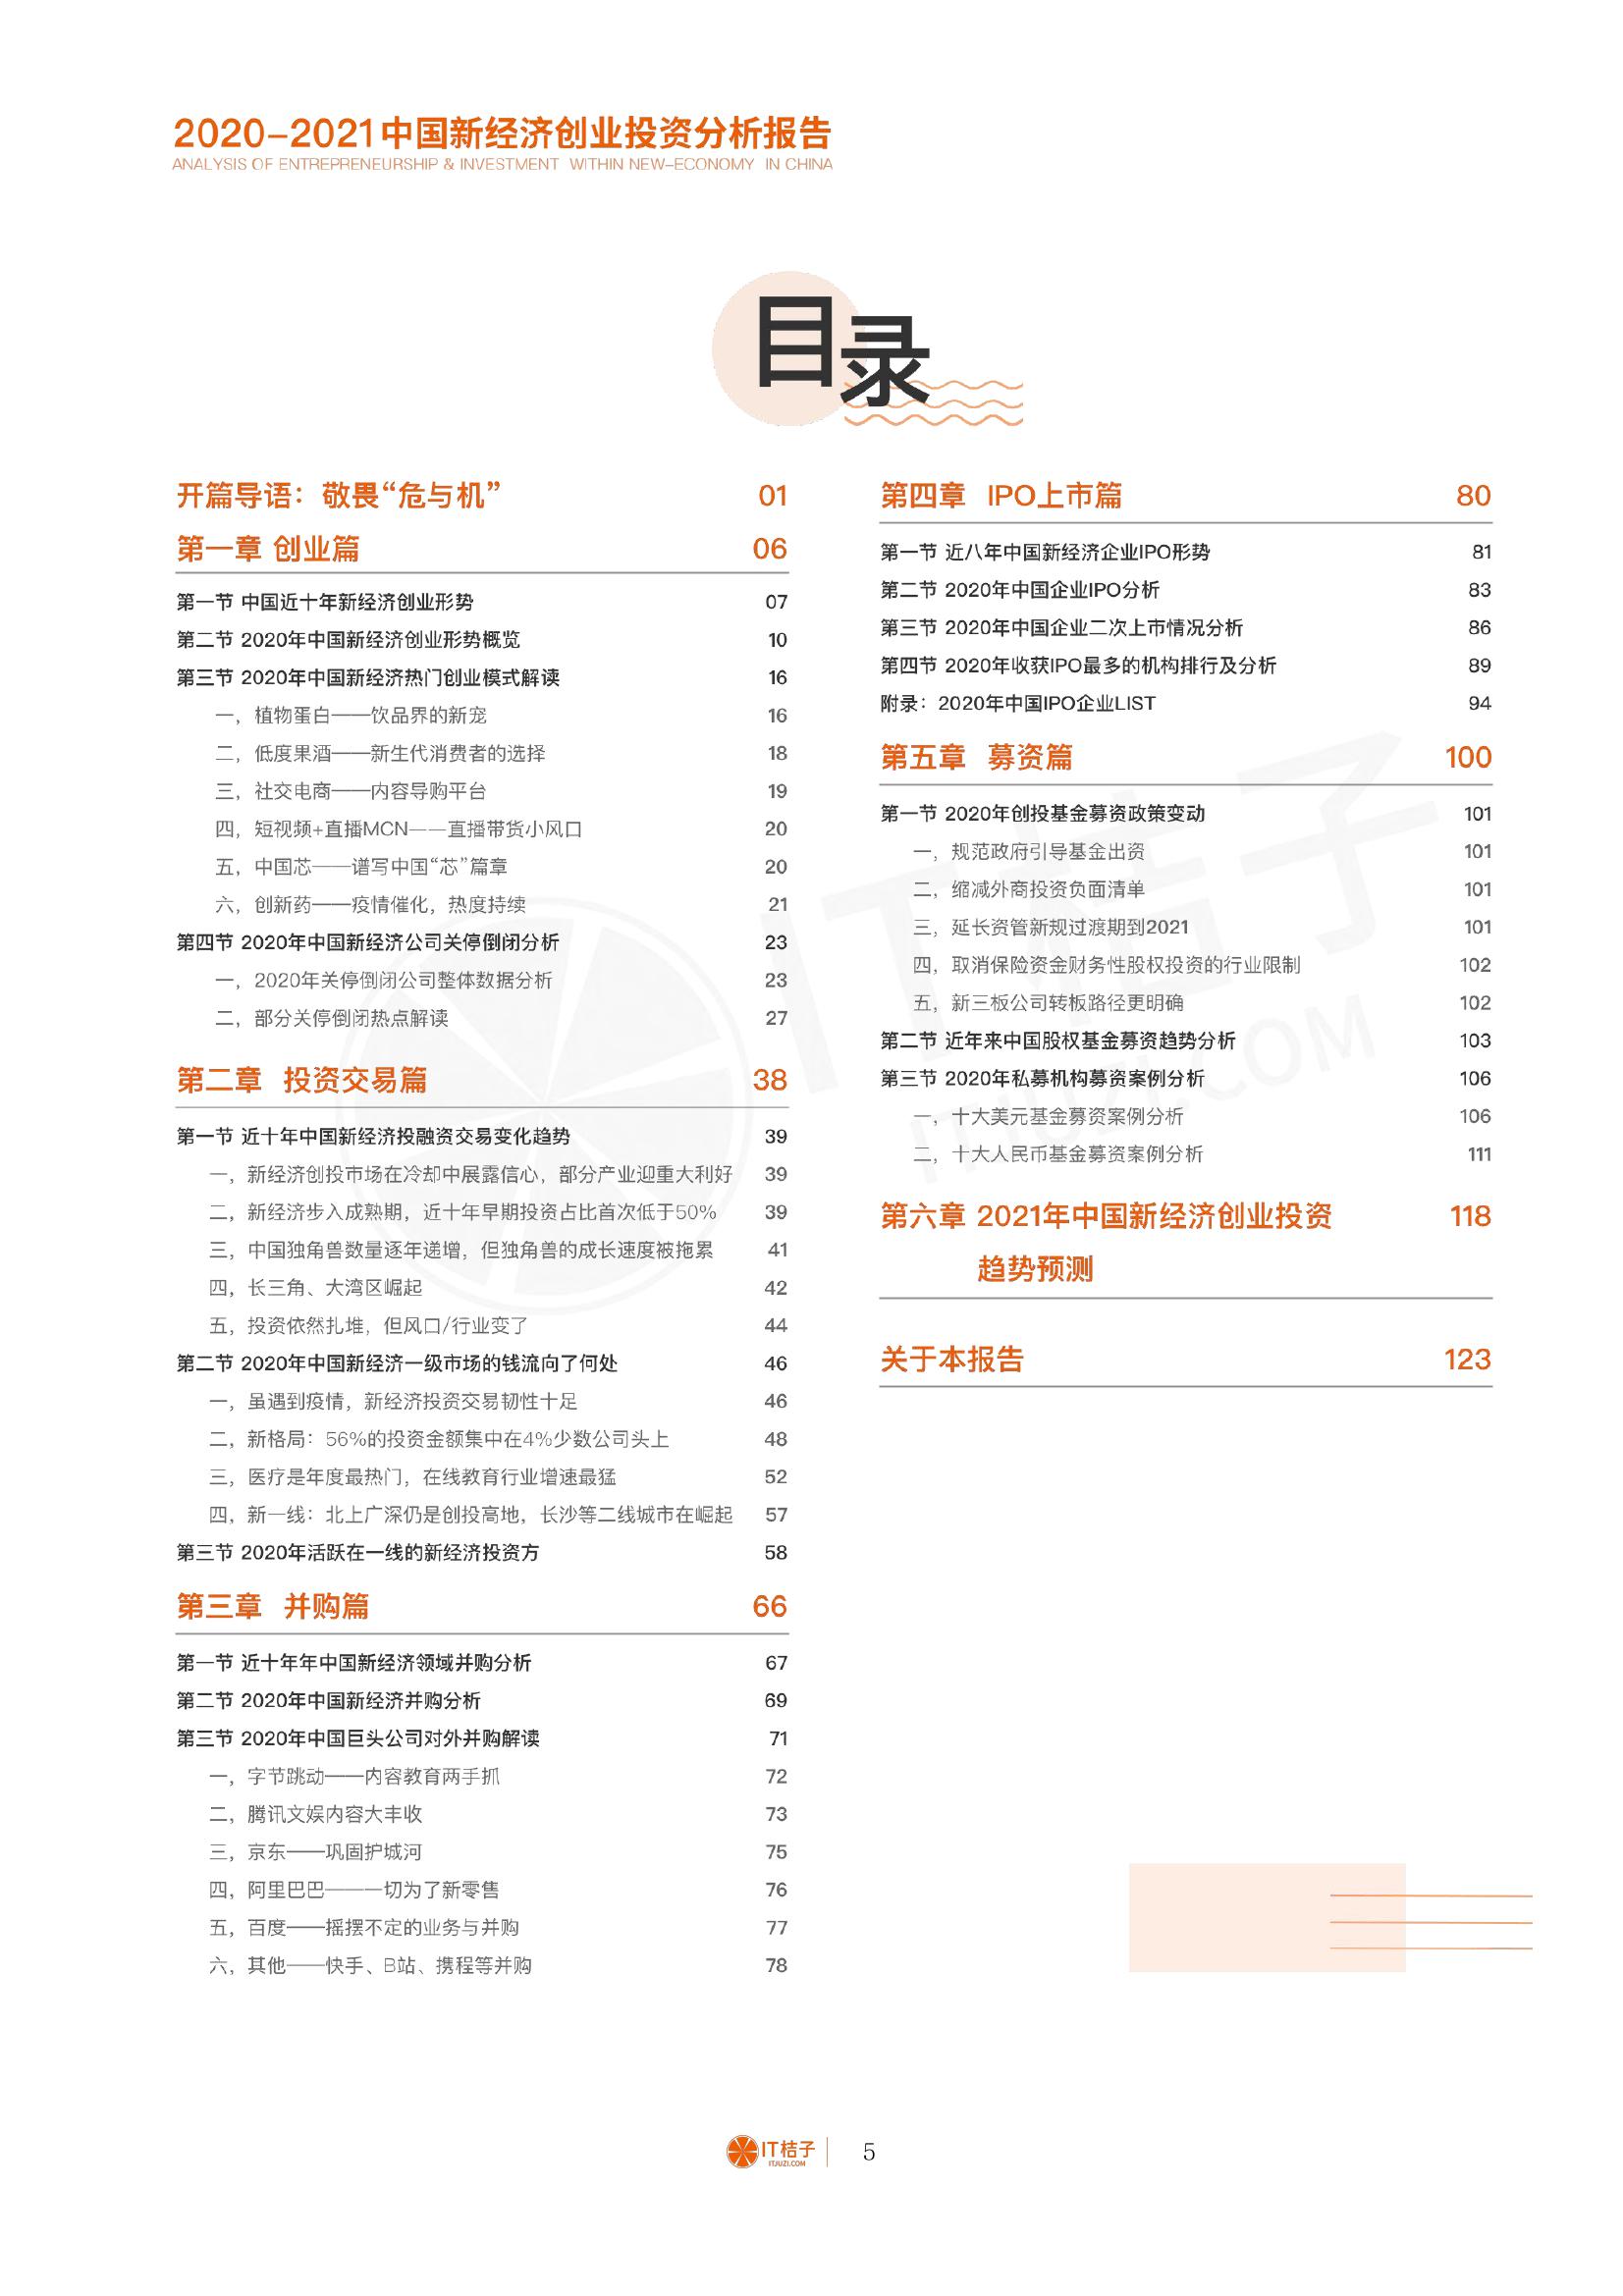 2020-2021中国新经济创业投资分析报告
ANALYSIS OF ENTREPRENEURSHIP & INVESTMENT WITHIN NEW-ECONOMY IN CHINA
目录
开篇导语：敬畏“危与机” 01
第一章 创业篇 06
第一节 中国近十年新经济创业形势 07
第二节 2020年中国新经济创业形势概览 10
第三节 2020年中国新经济热门创业模式解读 16
一，植物蛋白——饮品界的新宠 16
二，低度果酒——新生代消费者的选择 18
三，社交电商——内容导购平台 19
四，短视频+直播MCN——直播带货小风口 20
五，中国芯——谱写中国“芯”篇章 20
六，创新药——疫情催化，热度持续 21
第四节 2020年中国新经济公司关停倒闭分析 23
一，2020年关停倒闭公司整体数据分析 23
二，部分关停倒闭热点解读 27
第二章 投资交易篇 38
第一节 近十年中国新经济投融资交易变化趋势 39
一，新经济创投市场在冷却中展露信心，部分产业迎重大利好 39
二，新经济步入成熟期，近十年早期投资占比首次低于50% 39
三，中国独角兽数量逐年递增，但独角兽的成长速度被拖累 41
四，长三角、大湾区崛起 42
五，投资依然扎堆，但风口/行业变了 44
第二节 2020年中国新经济一级市场的钱流向了何处 46
一，虽遇到疫情，新经济投资交易韧性十足 46
二，新格局：56%的投资金额集中在4%少数公司头上 48
三，医疗是年度最热门，在线教育行业增速最猛 52
四，新一线：北上广深仍是创投高地，长沙等二线城市在崛起 57
第三节 2020年活跃在一线的新经济投资方 58
第三章 并购篇 66
第一节 近十年年中国新经济领域并购分析 67
第二节 2020年中国新经济并购分析 69
第三节 2020年中国巨头公司对外并购解读 71
一，字节跳动——内容教育两手抓 72
二，腾讯文娱内容大丰收 73
三，京东——巩固护城河 75
四，阿里巴巴——一切为了新零售 76
五，百度——摇摆不定的业务与并购 77
六，其他——快手、B站、携程等并购 78
第四章 IPO上市篇 80
第一节 近八年中国新经济企业IPO形势 81
第二节 2020年中国企业IPO分析 83
第三节 2020年中国企业二次上市情况分析 86
第四节 2020年收获IPO最多的机构排行及分析 89
附录：2020年中国IPO企业LIST 94
第五章 募资篇 100
第一节 2020年创投基金募资政策变动 101
一，规范政府引导基金出资 101
二，缩减外商投资负面清单 101
三，延长资管新规过渡期到2021 101
四，取消保险资金财务性股权投资的行业限制 102
五，新三板公司转板路径更明确 102
第二节 近年来中国股权基金募资趋势分析 103
第三节 2020年私募机构募资案例分析 106
一，十大美元基金募资案例分析 106
二，十大人民币基金募资案例分析 111
第六章 2021年中国新经济创业投资 118
趋势预测
关于本报告 123
IT桔子
ITJUZI.COM
IT桔子
ITJUZI.COM
5